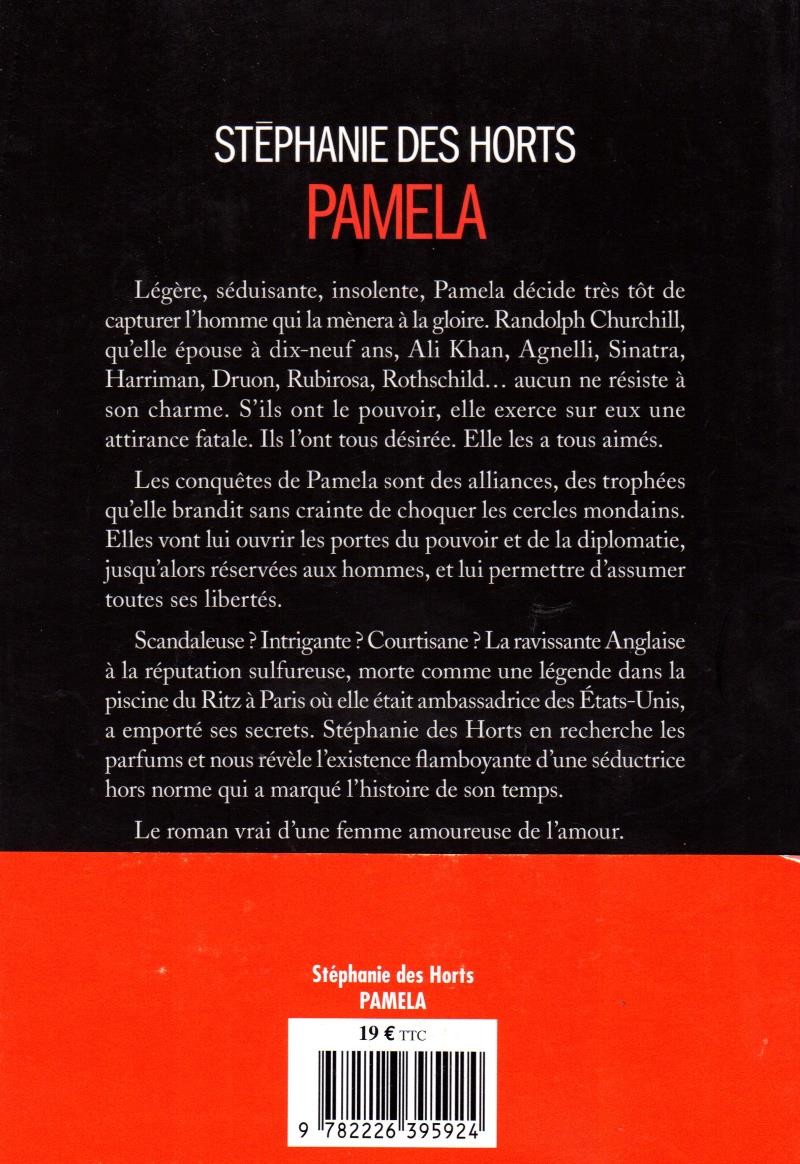 STÉPHANIE DES HORTS
PAMELA
Légère, séduisante, insolente, Pamela décide très tôt de
capturer l'homme qui la mènera à la gloire. Randolph Churchill,
qu'elle épouse à dix-neuf ans, Ali Khan, Agnelli, Sinatra,
Harriman, Druon, Rubirosa, Rothschild… aucun ne résiste à
son charme. S'ils ont le pouvoir, elle exerce sur eux une
attirance fatale. Ils l'ont tous désirée. Elle les a tous aimés.
Les conquêtes de Pamela sont des alliances, des trophées
qu'elle brandit sans crainte de choquer les cercles mondains.
Elles vont lui ouvrir les portes du pouvoir et de la diplomatie,
jusqu'alors réservées aux hommes, et lui permettre d'assumer
toutes ses libertés.
Scandaleuse ? Intrigante ? Courtisane ? La ravissante Anglaise
à la réputation sulfureuse, morte comme une légende dans la
piscine du Ritz à Paris où elle était ambassadrice des États-Unis,
a emporté ses secrets. Stéphanie des Horts en recherche les
parfums et nous révèle l'existence flamboyante d'une séductrice
hors norme qui a marqué l'histoire de son temps.
Le roman vrai d'une femme amoureuse de l'amour.
Stéphanie des Horts
PAMELA
19 € TTC
9 782226 395924